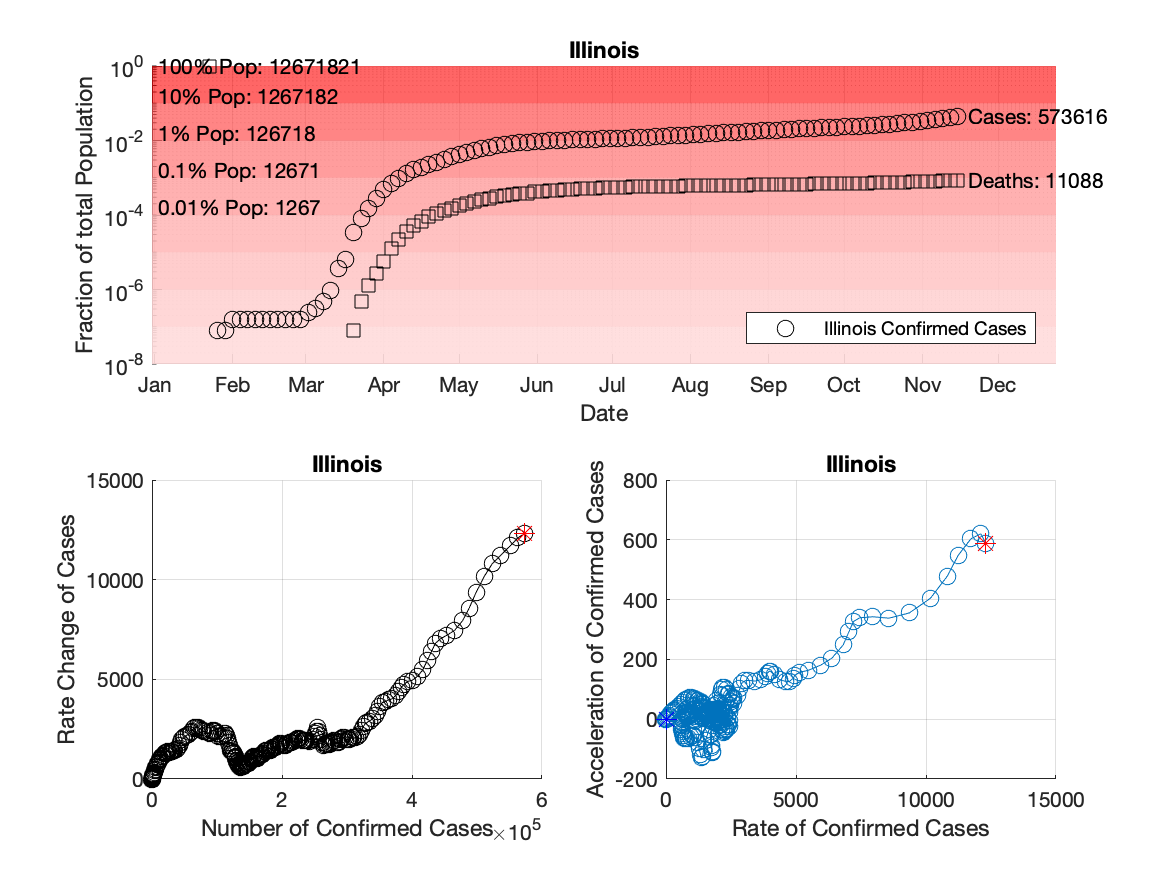 Illinois
Fraction of total Population
10^0
10^-2
10^-4
10^-6
10^-8
100% Pop: 12671821
10% Pop: 1267182
1% Pop: 126718
0.1% Pop: 12671
0.01% Pop: 1267
Cases: 573616
Deaths: 11088
Illinois Confirmed Cases
Jan Feb Mar Apr May Jun Jul Aug Sep Oct Nov Dec
Date
Illinois
Rate Change of Cases
15000
10000
5000
0
0 2 4 6
Number of Confirmed Cases ×10^5
Illinois
Acceleration of Confirmed Cases
800
600
400
200
0
-200
0 5000 10000 15000
Rate of Confirmed Cases